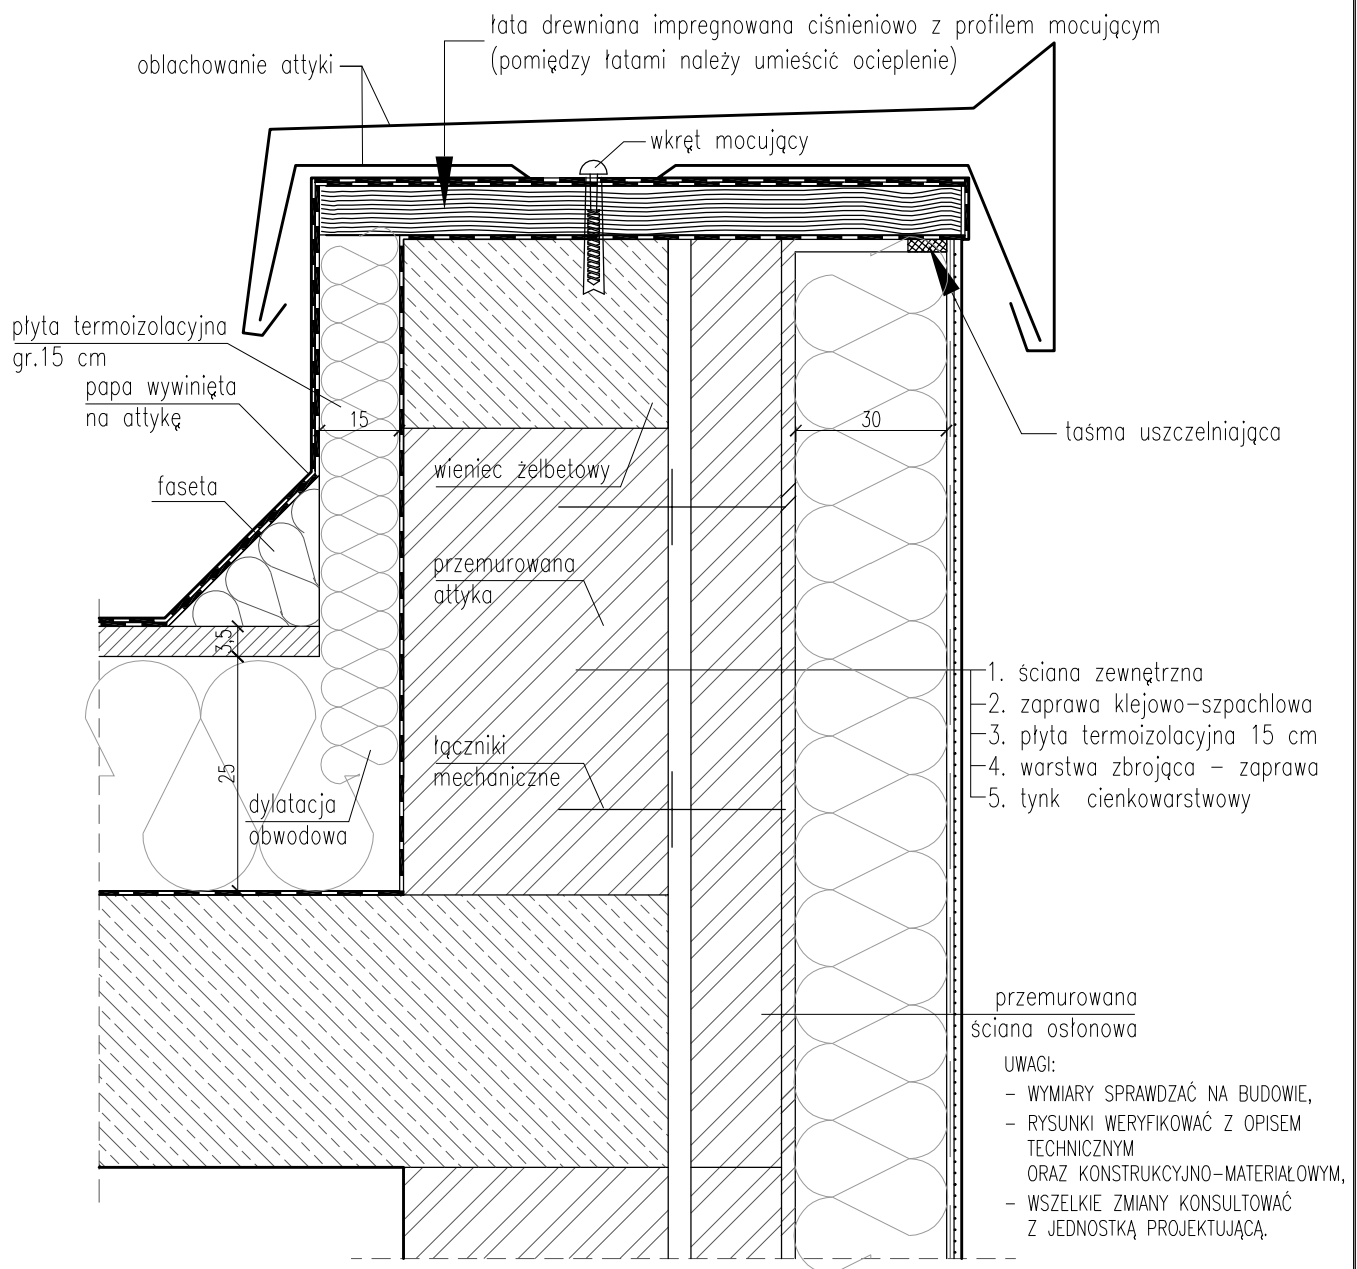 łata drewniana impregnowana ciśnieniowo z profilem mocującym
(pomiędzy łatami należy umieścić ocieplenie)
oblachowanie attyki
wkręt mocujący
płyta termoizolacyjna
gr.15 cm
papa wywinięta
na attykę
15
30
taśma uszczelniająca
wieniec żelbetowy
faseta
przemurowana
attyka
3,5
1. ściana zewnętrzna
2. zaprawa klejowo-szpachlowa
3. płyta termoizolacyjna 15 cm
4. warstwa zbrojąca – zaprawa
5. tynk cienkowarstwowy
łączniki
mechaniczne
25
dylatacja
obwodowa
przemurowana
ściana osłonowa
UWAGI:
- WYMIARY SPRAWDZAĆ NA BUDOWIE,
- RYSUNKI WERYFIKOWAĆ Z OPISEM
TECHNICZNYM
ORAZ KONSTRUKCYJNO-MATERIAŁOWYM,
- WSZELKIE ZMIANY KONSULTOWAĆ
Z JEDNOSTKĄ PROJEKTUJĄCĄ.